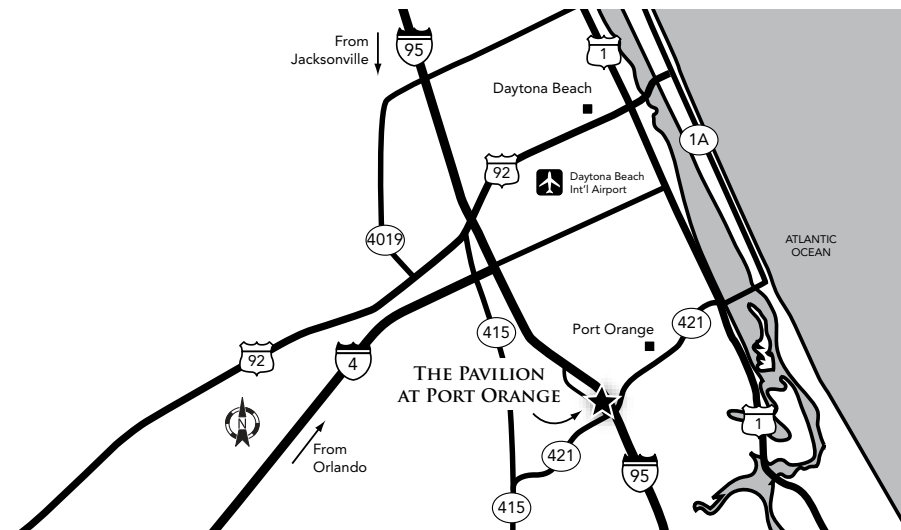 From
Jacksonville
95
1
Daytona Beach
1A
92
Daytona Beach
Int'l Airport
4019
ATLANTIC
OCEAN
415
Port Orange
421
92
4
THE PAVILION
AT PORT ORANGE
N
1
From
Orlando
421
95
415